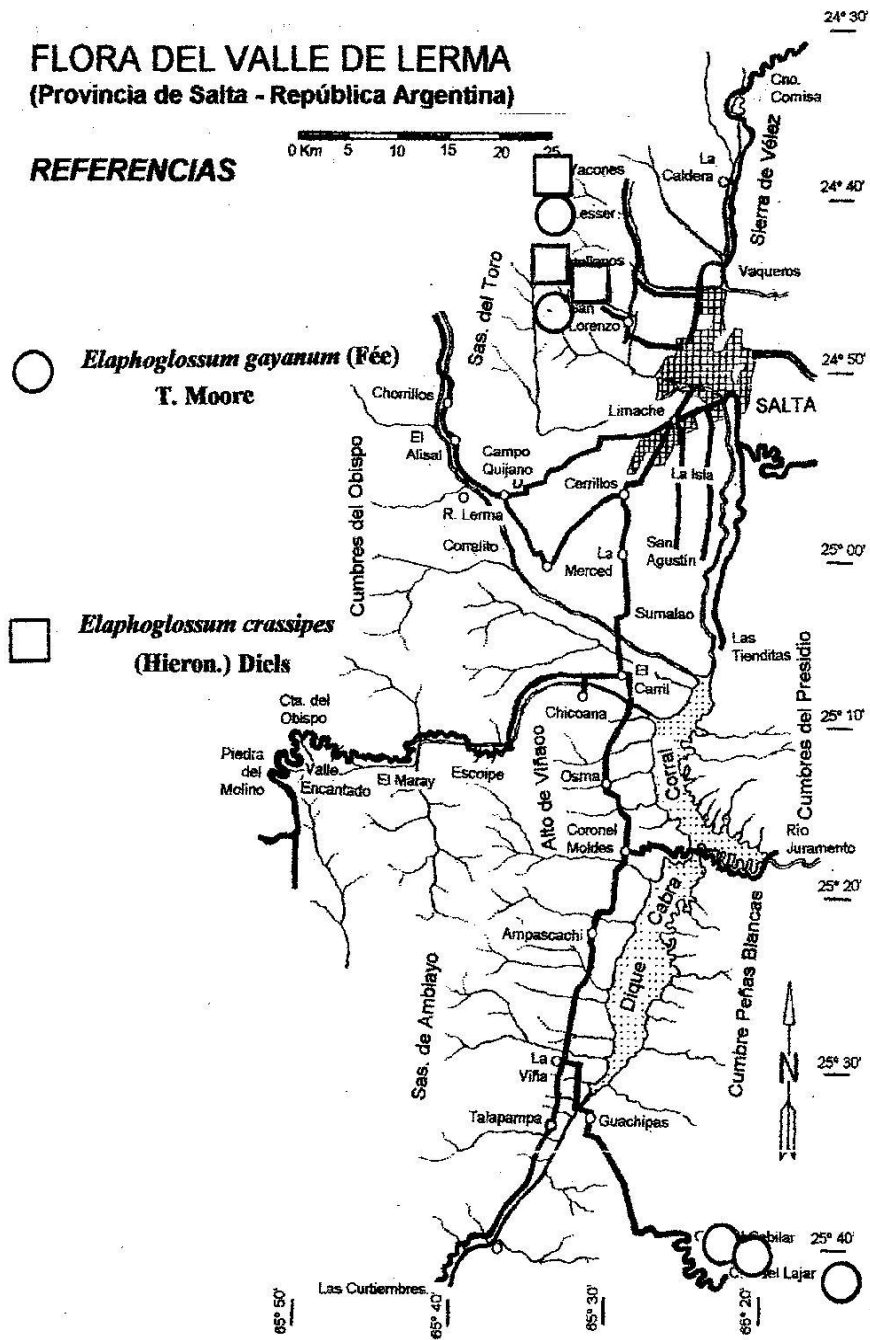 24° 30'
FLORA DEL VALLE DE LERMA
(Provincia de Salta - República Argentina)
Cno.
Cornisa
0 Km 5 10 15 20 25
REFERENCIAS
La
Caldera
Sierra de Vélez
24° 40'
Yacones
Lesser
Vaqueros
Sas. del Toro
San
Lorenzo
24° 50'
Elaphoglossum gayanum (Fée)
T. Moore
Chorrillos
Limache
SALTA
El
Alisal
Campo
Quijano
La Isla
Cerrillos
R. Lerma
Cumbres del Obispo
Corralito
La
Merced
San
Agustín
25° 00'
Elaphoglossum crassipes
(Hieron.) Diels
Sumalao
Las
Tienditas
El
Carril
Cta. del
Obispo
Chicoana
Cumbres del Presidio
25° 10'
Piedra
del
Molino
Valle
Encantado
El Maray
Escoipe
Alto de Viñaco
Osma
Corral
Coronel
Moldes
Río
Juramento
25° 20'
Cabra
Ampascachi
Dique
Cumbre Peñas Blancas
Sas. de Amblayo
N
La
Viña
25° 30'
Talapampa
Guachipas
25° 40'
del Lajar
Las Curtiembres
65° 50'
65° 40'
65° 30'
65° 20'